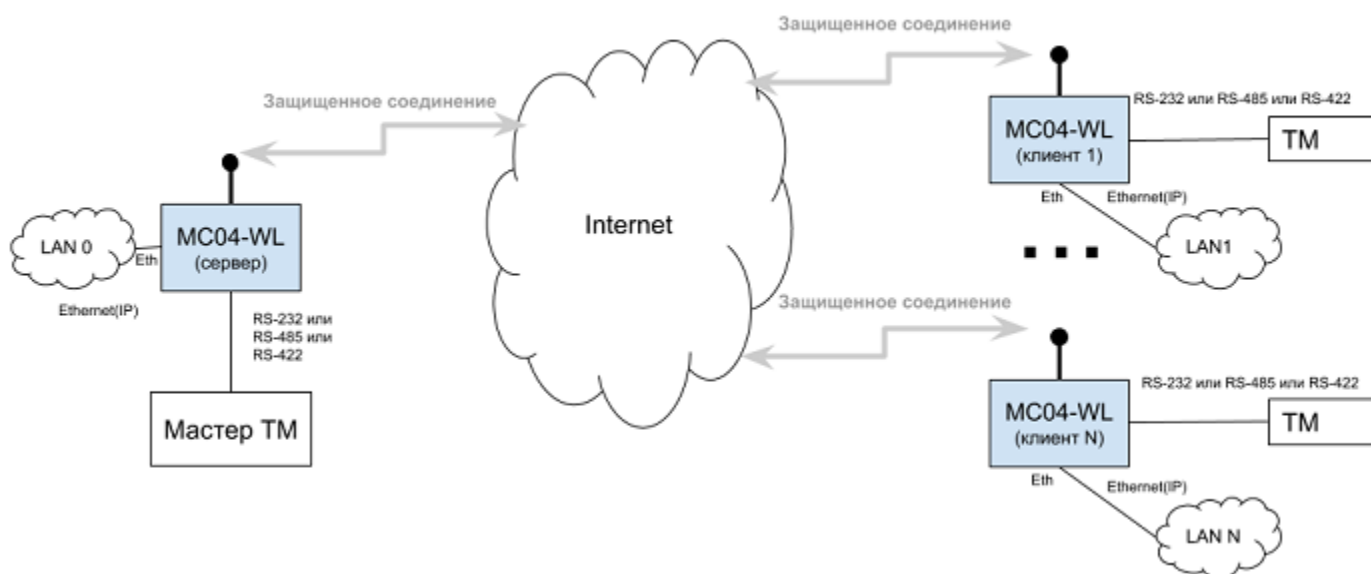 Защищенное соединение
LAN 0
Eth
Ethernet(IP)
MC04-WL
(сервер)
RS-232 или
RS-485 или
RS-422
Мастер ТМ
Internet
Защищенное соединение
MC04-WL
(клиент 1)
RS-232 или RS-485 или RS-422
ТМ
Eth
Ethernet(IP)
LAN1
Защищенное соединение
MC04-WL
(клиент N)
RS-232 или RS-485 или RS-422
ТМ
Eth
Ethernet(IP)
LAN N